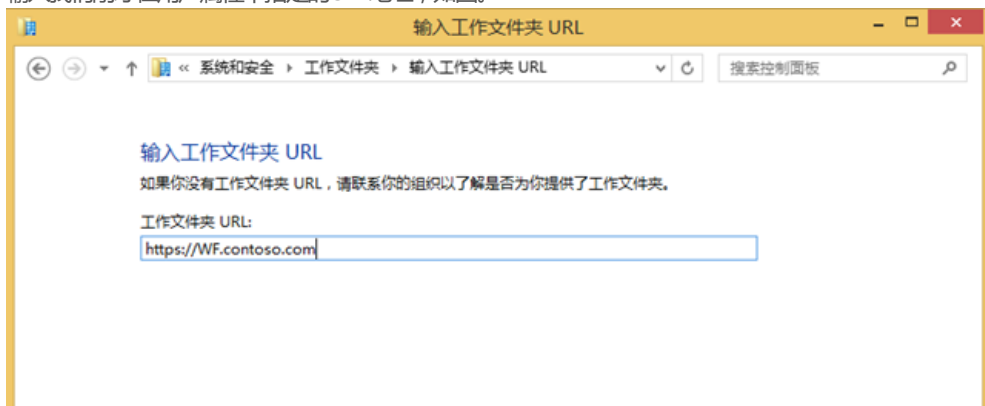 输入工作文件夹 URL
« 系统和安全 › 工作文件夹 › 输入工作文件夹 URL
搜索控制面板
输入工作文件夹 URL
如果你没有工作文件夹 URL，请联系你的组织以了解是否为你提供了工作文件夹。
工作文件夹 URL:
https://WF.contoso.com